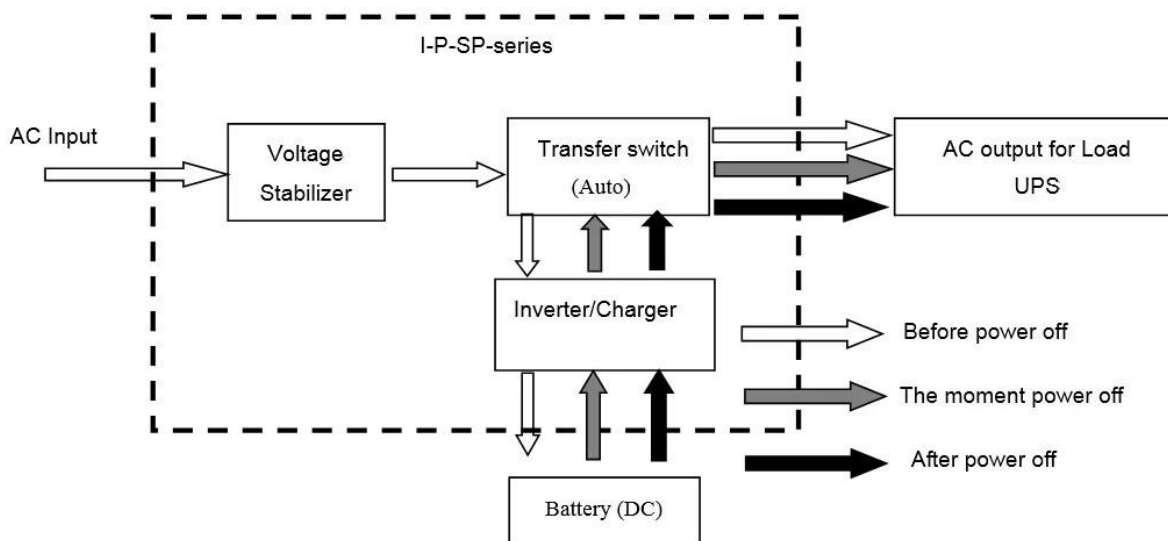 I-P-SP-series
AC Input
Voltage
Stabilizer
Transfer switch
(Auto)
AC output for Load
UPS
Inverter/Charger
Before power off
The moment power off
After power off
Battery (DC)